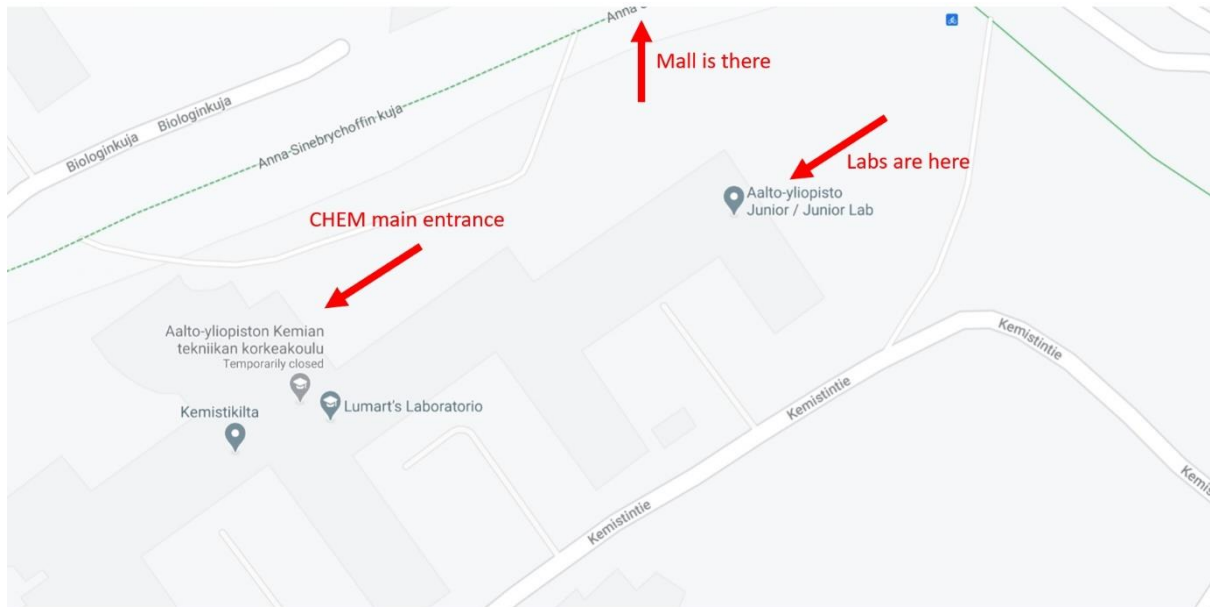 Anna S
Mall is there
Biologinkuja
Biologinkuja
Anna Sinebrychoffin kuja
Labs are here
Aalto-yliopisto
Junior / Junior Lab
CHEM main entrance
Aalto-yliopiston Kemian
tekniikan korkeakoulu
Temporarily closed
Lumart's Laboratorio
Kemistikilta
Kemistintie
Kemistintie
Kemistintie
Kemistintie
Kemis